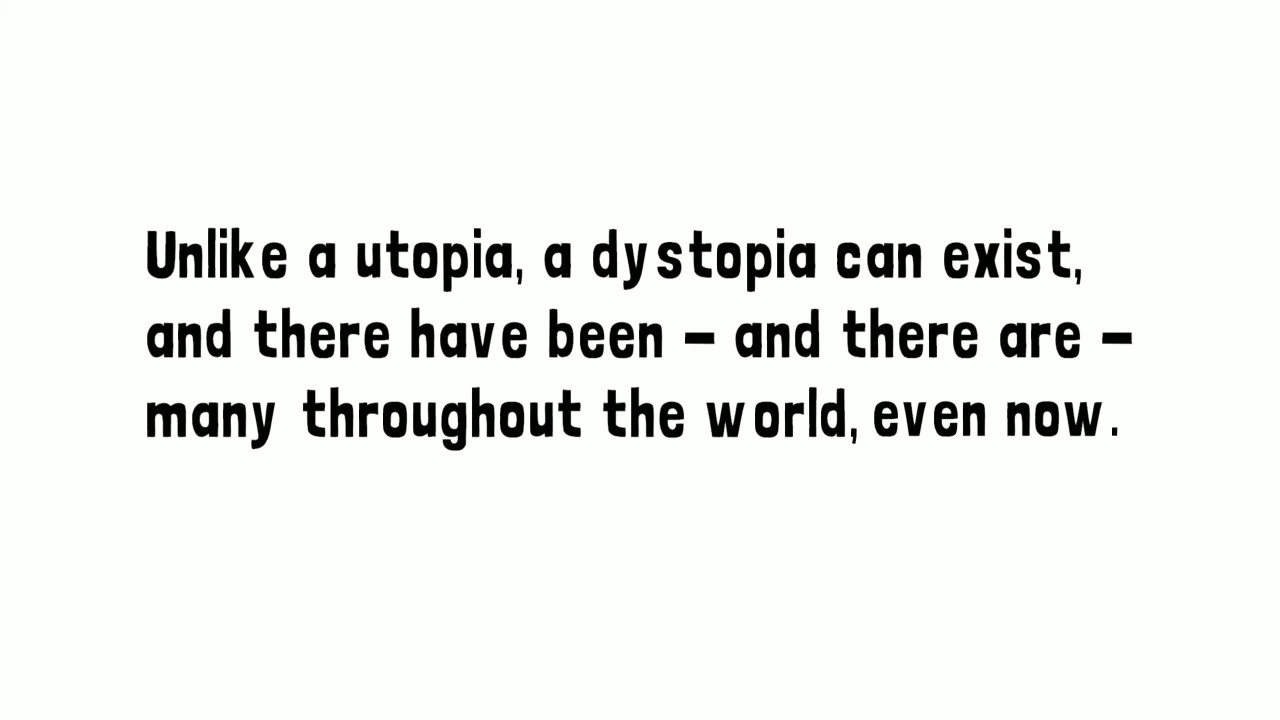 Unlike a utopia, a dystopia can exist,
and there have been – and there are –
many throughout the world, even now.